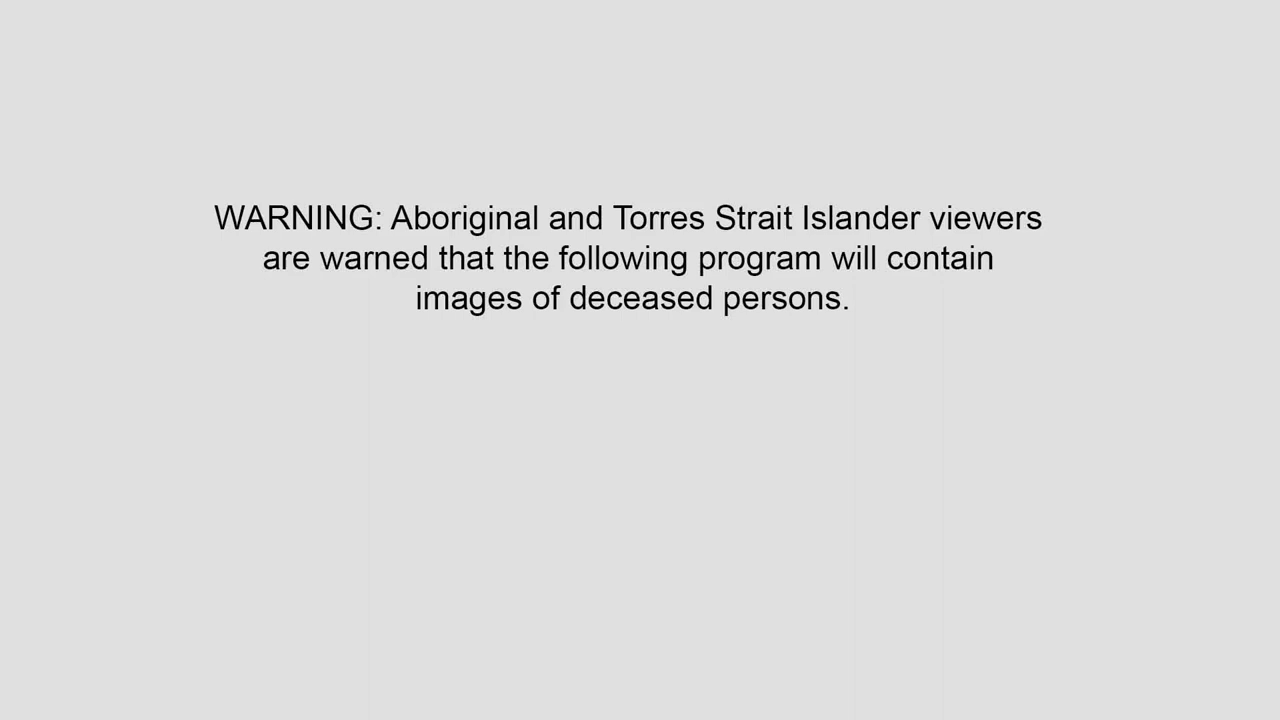 WARNING: Aboriginal and Torres Strait Islander viewers
are warned that the following program will contain
images of deceased persons.